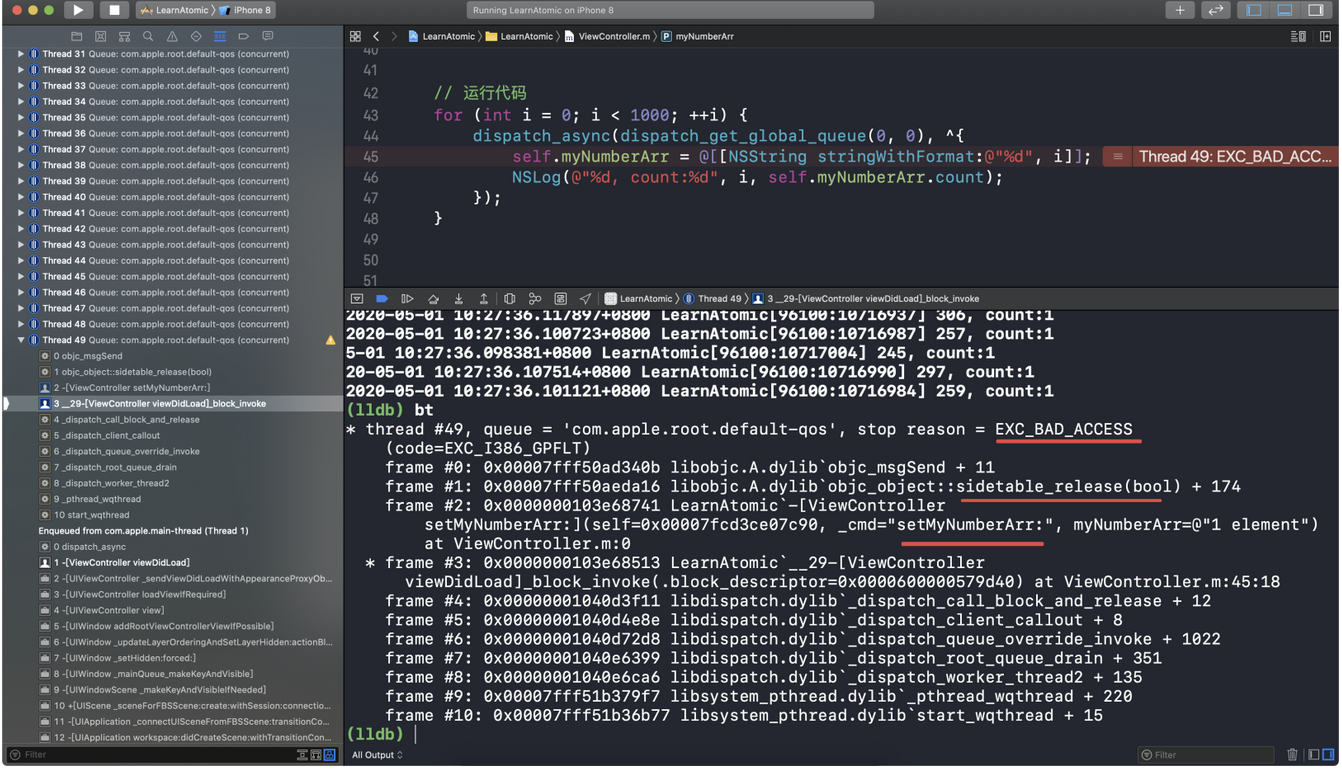 LearnAtomic
iPhone 8
Running LearnAtomic on iPhone 8
Thread 31 Queue: com.apple.root.default-qos (concurrent)
Thread 32 Queue: com.apple.root.default-qos (concurrent)
Thread 33 Queue: com.apple.root.default-qos (concurrent)
Thread 34 Queue: com.apple.root.default-qos (concurrent)
Thread 35 Queue: com.apple.root.default-qos (concurrent)
Thread 36 Queue: com.apple.root.default-qos (concurrent)
Thread 37 Queue: com.apple.root.default-qos (concurrent)
Thread 38 Queue: com.apple.root.default-qos (concurrent)
Thread 39 Queue: com.apple.root.default-qos (concurrent)
Thread 40 Queue: com.apple.root.default-qos (concurrent)
Thread 41 Queue: com.apple.root.default-qos (concurrent)
Thread 42 Queue: com.apple.root.default-qos (concurrent)
Thread 43 Queue: com.apple.root.default-qos (concurrent)
Thread 44 Queue: com.apple.root.default-qos (concurrent)
Thread 45 Queue: com.apple.root.default-qos (concurrent)
Thread 46 Queue: com.apple.root.default-qos (concurrent)
Thread 47 Queue: com.apple.root.default-qos (concurrent)
Thread 48 Queue: com.apple.root.default-qos (concurrent)
Thread 49 Queue: com.apple.root.default-qos (concurrent)
0 objc_msgSend
1 objc_object::sidetable_release(bool)
2 -[ViewController setMyNumberArr:]
3 __29-[ViewController viewDidLoad]_block_invoke
4 _dispatch_call_block_and_release
5 _dispatch_client_callout
6 _dispatch_queue_override_invoke
7 _dispatch_root_queue_drain
8 _dispatch_worker_thread2
9 _pthread_wqthread
10 start_wqthread
Enqueued from com.apple.main-thread (Thread 1)
0 dispatch_async
1 -[ViewController viewDidLoad]
2 -[UIViewController _sendViewDidLoadWithAppearanceProxyOb...
3 -[UIViewController loadViewIfRequired]
4 -[UIViewController view]
5 -[UIWindow addRootViewControllerViewIfPossible]
6 -[UIWindow _updateLayerOrderingAndSetLayerHidden:actionBl...
7 -[UIWindow _setHidden:forced:]
8 -[UIWindow _mainQueue_makeKeyAndVisible]
9 -[UIWindowScene _makeKeyAndVisibleIfNeeded]
10 +[UIScene _sceneForFBSScene:create:withSession:connectio...
11 -[UIApplication _connectUISceneFromFBSScene:transitionCo...
12 -[UIApplication workspace:didCreateScene:withTransitionCon...
Filter
LearnAtomic
LearnAtomic
ViewController.m
P myNumberArr
40
41
42 // 运行代码
43 for (int i = 0; i < 1000; ++i) {
44 dispatch_async(dispatch_get_global_queue(0, 0), ^{
45 self.myNumberArr = @[[NSString stringWithFormat:@"%d", i]]; Thread 49: EXC_BAD_ACC...
46 NSLog(@"%d, count:%d", i, self.myNumberArr.count);
47 });
48 }
49
50
51
LearnAtomic
Thread 49
3 __29-[ViewController viewDidLoad]_block_invoke
2020-05-01 10:27:36.117897+0800 LearnAtomic[96100:10716937] 306, count:1
2020-05-01 10:27:36.100723+0800 LearnAtomic[96100:10716987] 257, count:1
5-01 10:27:36.098381+0800 LearnAtomic[96100:10717004] 245, count:1
20-05-01 10:27:36.107514+0800 LearnAtomic[96100:10716990] 297, count:1
2020-05-01 10:27:36.101121+0800 LearnAtomic[96100:10716984] 259, count:1
(lldb) bt
* thread #49, queue = 'com.apple.root.default-qos', stop reason = EXC_BAD_ACCESS
(code=EXC_I386_GPFLT)
frame #0: 0x00007fff50ad340b libobjc.A.dylib`objc_msgSend + 11
frame #1: 0x00007fff50aeda16 libobjc.A.dylib`objc_object::sidetable_release(bool) + 174
frame #2: 0x0000000103e68741 LearnAtomic`-[ViewController
setMyNumberArr:](self=0x00007fcd3ce07c90, _cmd="setMyNumberArr:", myNumberArr=@"1 element")
at ViewController.m:0
* frame #3: 0x0000000103e68513 LearnAtomic`__29-[ViewController
viewDidLoad]_block_invoke(.block_descriptor=0x0000600000579d40) at ViewController.m:45:18
frame #4: 0x00000001040d3f11 libdispatch.dylib`_dispatch_call_block_and_release + 12
frame #5: 0x00000001040d4e8e libdispatch.dylib`_dispatch_client_callout + 8
frame #6: 0x00000001040d72d8 libdispatch.dylib`_dispatch_queue_override_invoke + 1022
frame #7: 0x00000001040e6399 libdispatch.dylib`_dispatch_root_queue_drain + 351
frame #8: 0x00000001040e6ca6 libdispatch.dylib`_dispatch_worker_thread2 + 135
frame #9: 0x00007fff51b379f7 libsystem_pthread.dylib`_pthread_wqthread + 220
frame #10: 0x00007fff51b36b77 libsystem_pthread.dylib`start_wqthread + 15
(lldb)
All Output
Filter